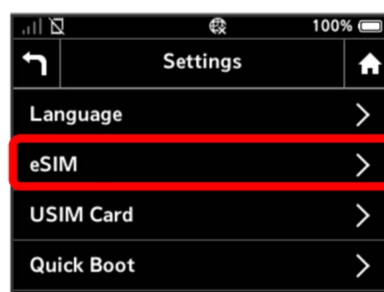 100%
Settings
Language
eSIM
USIM Card
Quick Boot